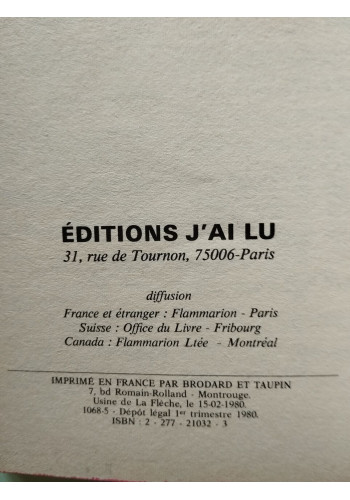 ÉDITIONS J'AI LU
31, rue de Tournon, 75006-Paris
diffusion
France et étranger : Flammarion - Paris
Suisse : Office du Livre - Fribourg
Canada : Flammarion Ltée - Montréal
IMPRIMÉ EN FRANCE PAR BRODARD ET TAUPIN
7, bd Romain-Rolland - Montrouge.
Usine de La Flèche, le 15-02-1980.
1068-5 - Dépôt légal 1er trimestre 1980.
ISBN : 2 - 277 - 21032 - 3